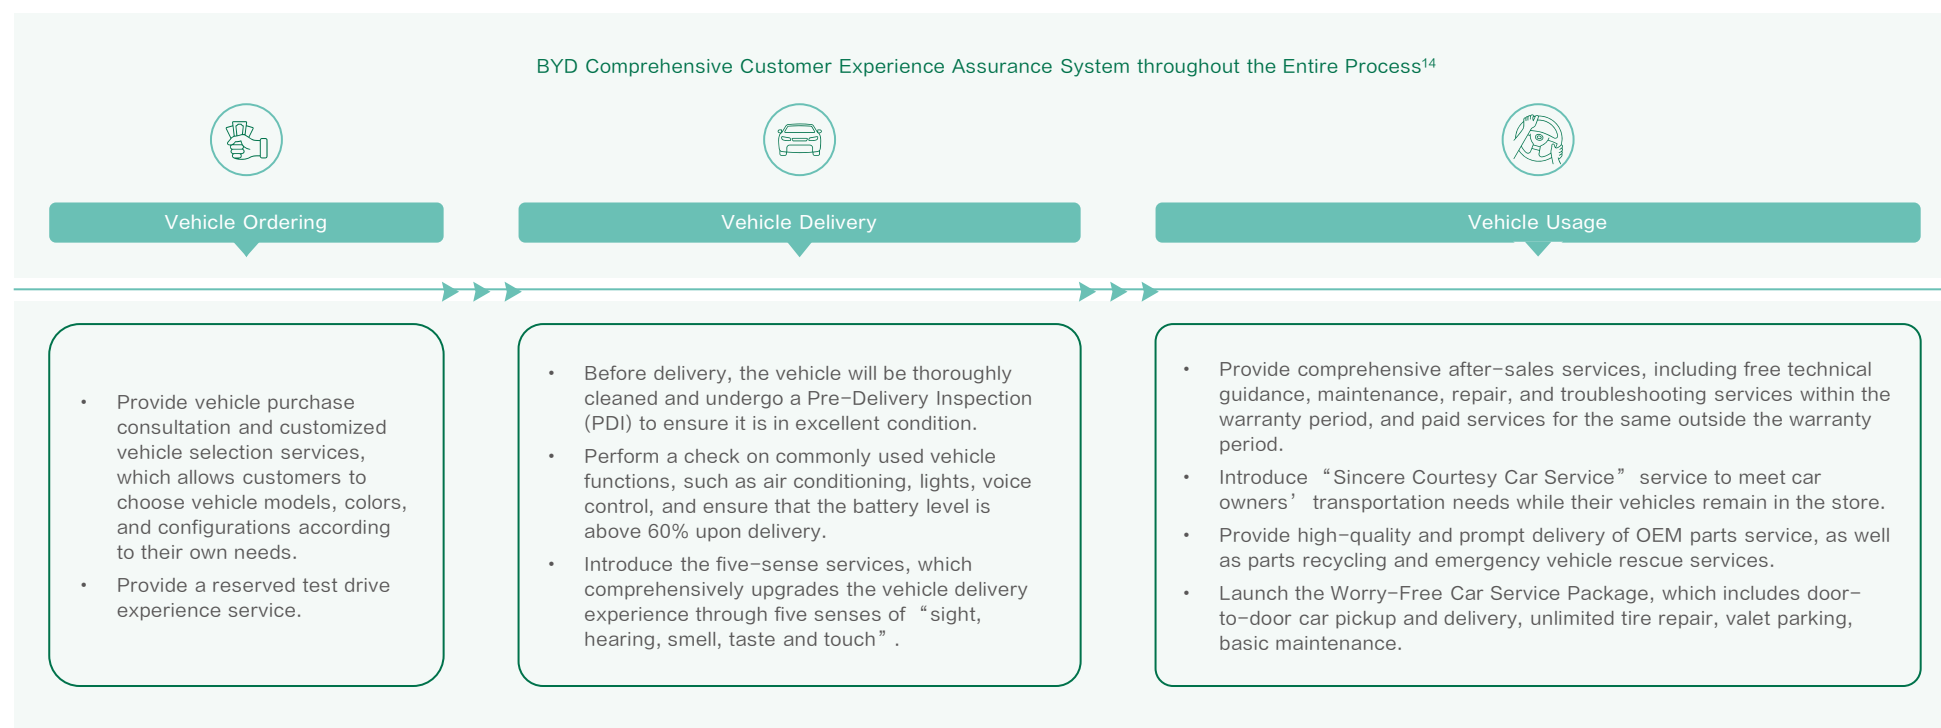 BYD Comprehensive Customer Experience Assurance System throughout the Entire Process¹⁴
Vehicle Ordering
Vehicle Delivery
Vehicle Usage
• Provide vehicle purchase
consultation and customized
vehicle selection services,
which allows customers to
choose vehicle models, colors,
and configurations according
to their own needs.
• Provide a reserved test drive
experience service.
• Before delivery, the vehicle will be thoroughly
cleaned and undergo a Pre-Delivery Inspection
(PDI) to ensure it is in excellent condition.
• Perform a check on commonly used vehicle
functions, such as air conditioning, lights, voice
control, and ensure that the battery level is
above 60% upon delivery.
• Introduce the five-sense services, which
comprehensively upgrades the vehicle delivery
experience through five senses of “sight,
hearing, smell, taste and touch”.
• Provide comprehensive after-sales services, including free technical
guidance, maintenance, repair, and troubleshooting services within the
warranty period, and paid services for the same outside the warranty
period.
• Introduce “Sincere Courtesy Car Service” service to meet car
owners’ transportation needs while their vehicles remain in the store.
• Provide high-quality and prompt delivery of OEM parts service, as well
as parts recycling and emergency vehicle rescue services.
• Launch the Worry-Free Car Service Package, which includes door-
to-door car pickup and delivery, unlimited tire repair, valet parking,
basic maintenance.